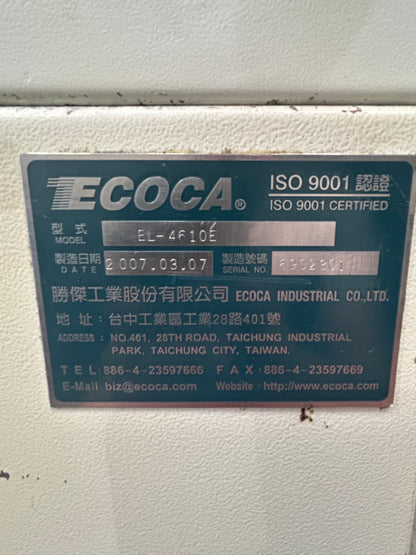 ECOCA®
ISO 9001 認證
ISO 9001 CERTIFIED
型式 MODEL EL-4610E
製造日期 DATE 2007.03.07 製造號碼 SERIAL NO.
勝傑工業股份有限公司 ECOCA INDUSTRIAL CO.,LTD.
地址：台中工業區工業28路401號
ADDRESS： NO.401, 28TH ROAD, TAICHUNG INDUSTRIAL
PARK, TAICHUNG CITY, TAIWAN.
TEL:886-4-23597666 FAX:886-4-23597669
E-Mail biz@ecoca.com Website : http://www.ecoca.com